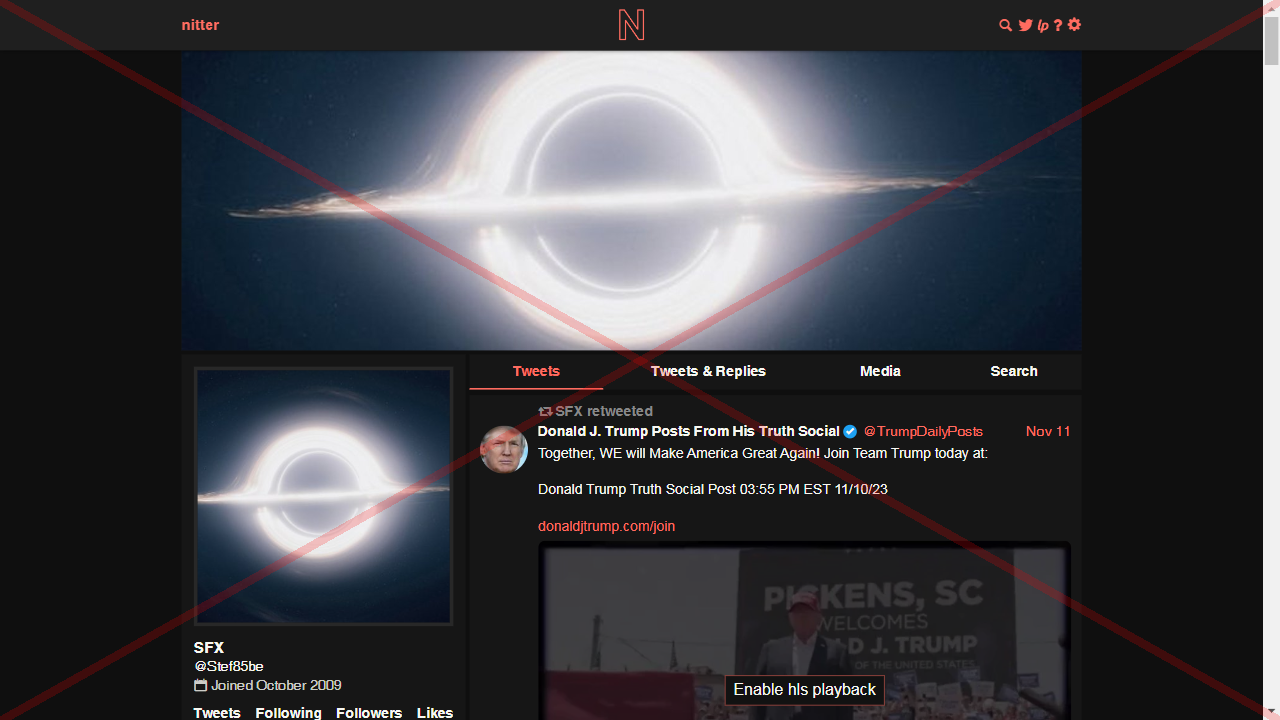 nitter
N
lp ?
Tweets Tweets & Replies Media Search
SFX retweeted
Donald J. Trump Posts From His Truth Social @TrumpDailyPosts Nov 11
Together, WE will Make America Great Again! Join Team Trump today at:
Donald Trump Truth Social Post 03:55 PM EST 11/10/23
donaldjtrump.com/join
PICKENS, SC
WELCOMES
LD J. TRUMP
OF THE UNITED STATES
Enable hls playback
SFX
@Stef85be
Joined October 2009
Tweets Following Followers Likes